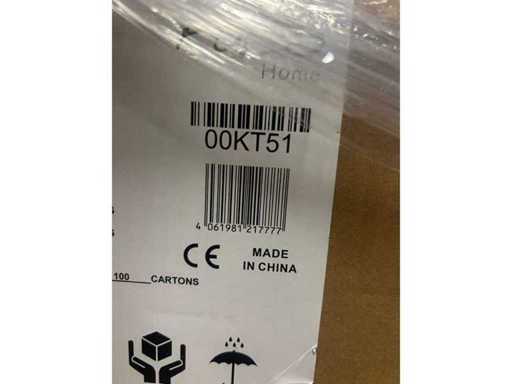 Home
00KT51
4 061981 217777
CE
MADE
IN CHINA
100 CARTONS